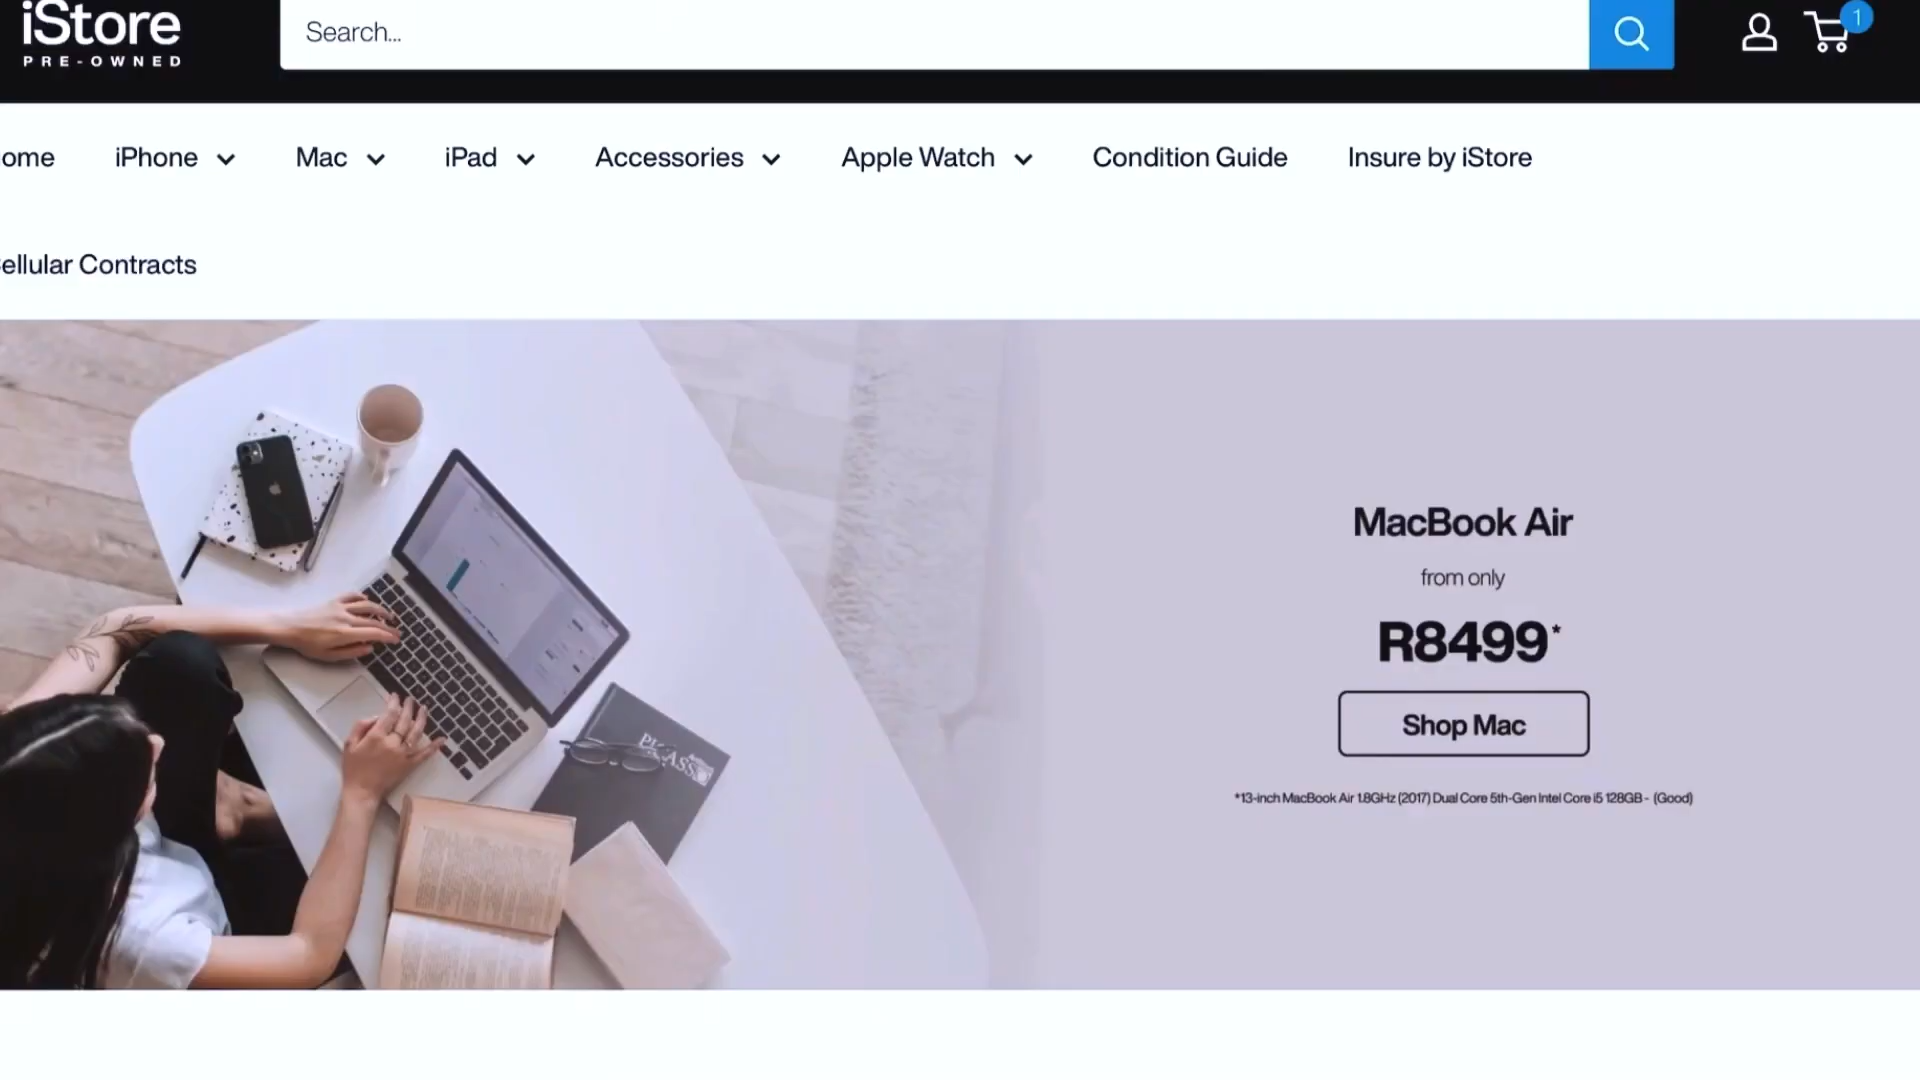 iStore
PRE-OWNED
Search...
1
ome
iPhone
Mac
iPad
Accessories
Apple Watch
Condition Guide
Insure by iStore
ellular Contracts
MacBook Air
from only
R8499*
Shop Mac
*13-inch MacBook Air 1.8GHz (2017) Dual Core 5th-Gen Intel Core i5 128GB - (Good)